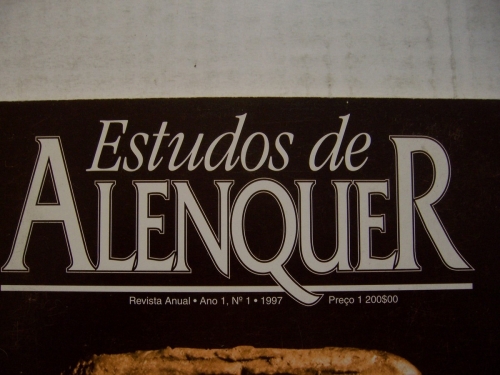 Estudos de
ALENQUER
Revista Anual • Ano 1, Nº 1 • 1997 Preço 1 200$00